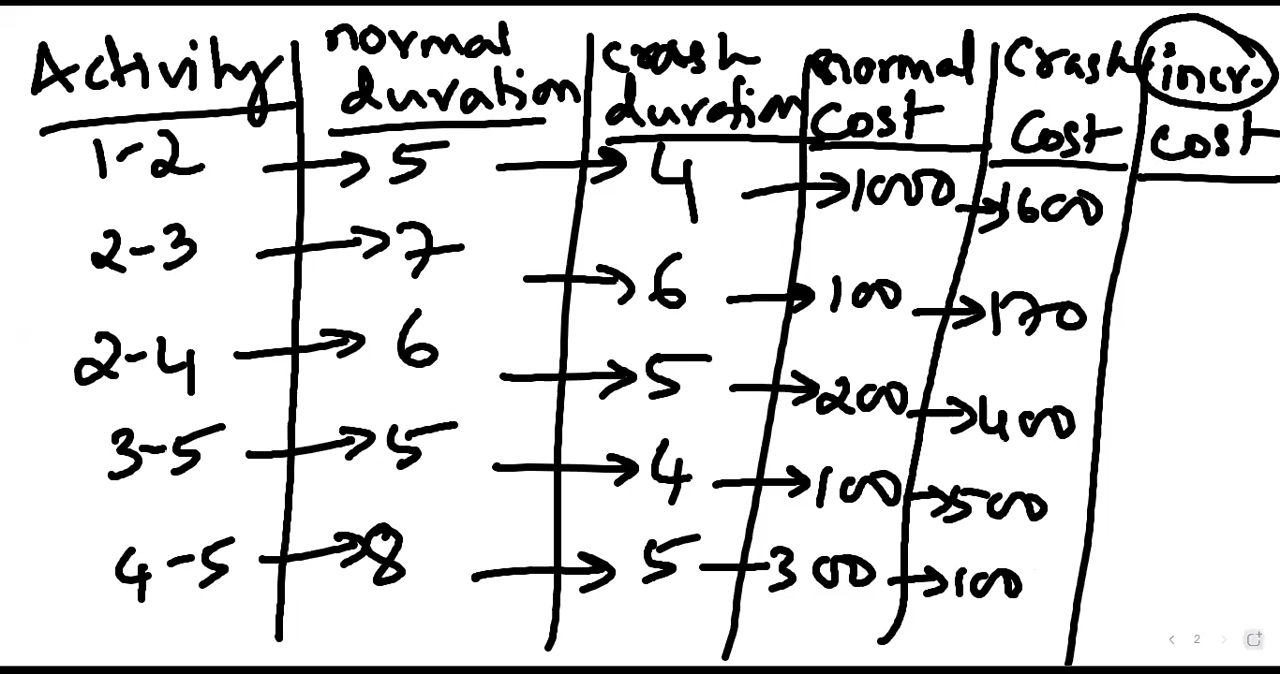 Activity normal duration crash duration normal cost Crash Cost incr. cost
1-2 → 5 → 4 → 1000 → 1600
2-3 → 7 → 6 → 100 → 170
2-4 → 6 → 5 → 200 → 400
3-5 → 5 → 4 → 100 → 500
4-5 → 8 → 5 — 300 → 100
< 2 >